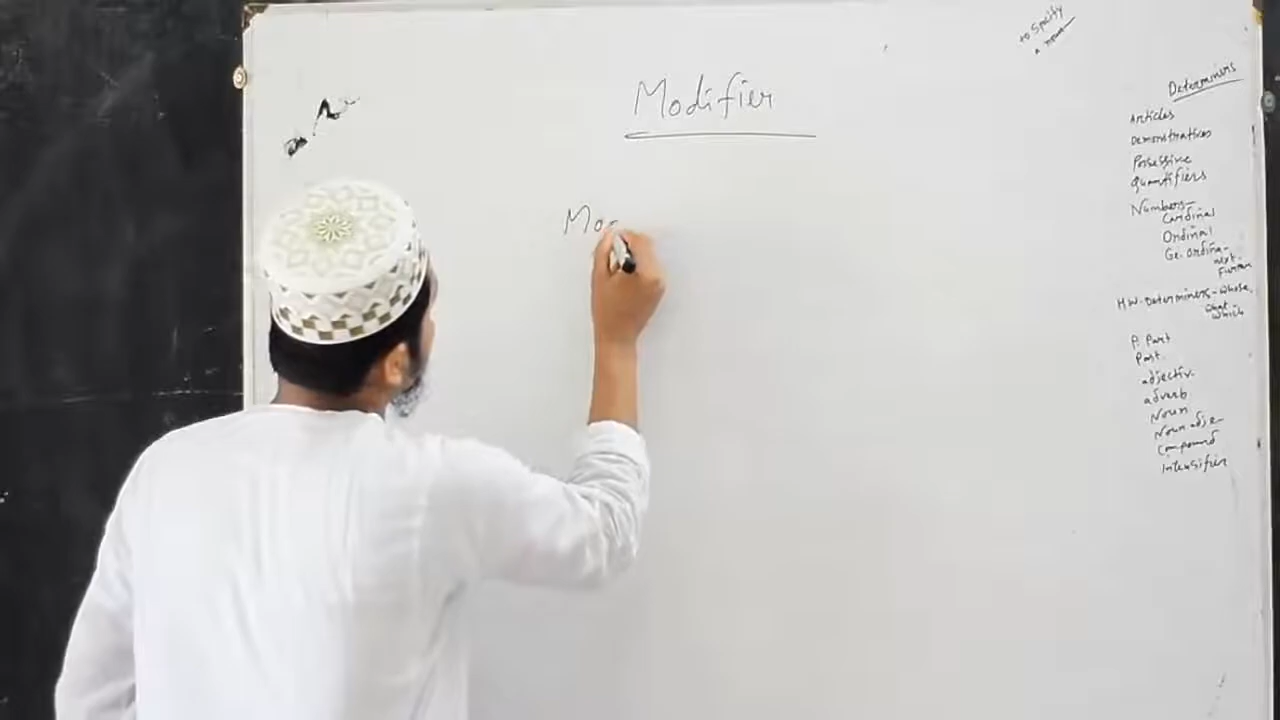 Modifier
Mo
to Specify
a noun
Determiners
Articles
Demonstratives
Possessive
Quantifiers
Numbers-
Cardinal
Ordinal
Ge. ordina-
next.
Further
H.W. Determiners - Whose,
what -
which
P. Part
Past.
adjectiv.
adverb
Noun
Noun adje-
Compound
Intensifier